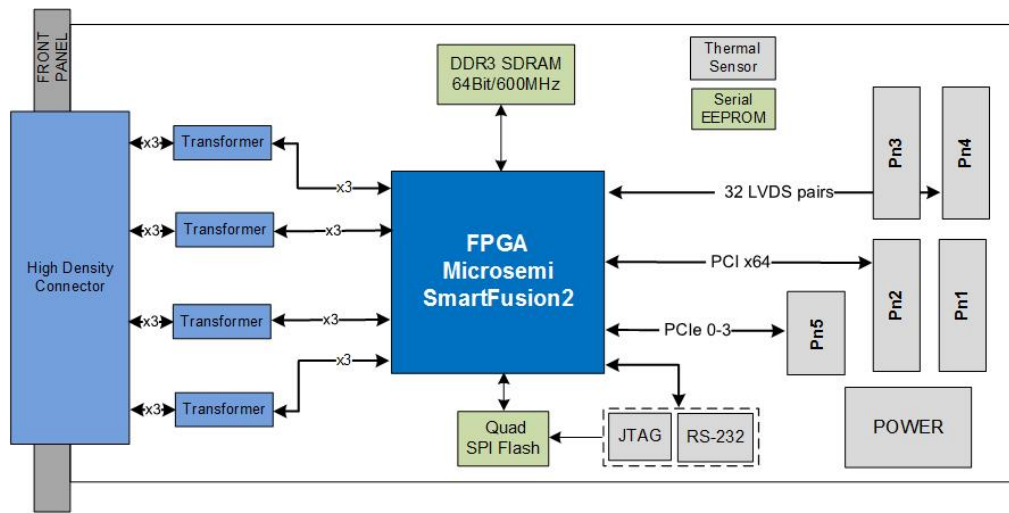 FRONT
PANEL
DDR3 SDRAM
64Bit/600MHz
Thermal
Sensor
Serial
EEPROM
x3
Transformer
x3
Pn3
Pn4
32 LVDS pairs
x3
Transformer
x3
FPGA
Microsemi
SmartFusion2
High Density
Connector
PCI x64
Pn2
Pn1
x3
Transformer
x3
PCIe 0-3
Pn5
x3
x3
Transformer
Quad
SPI Flash
JTAG
RS-232
POWER